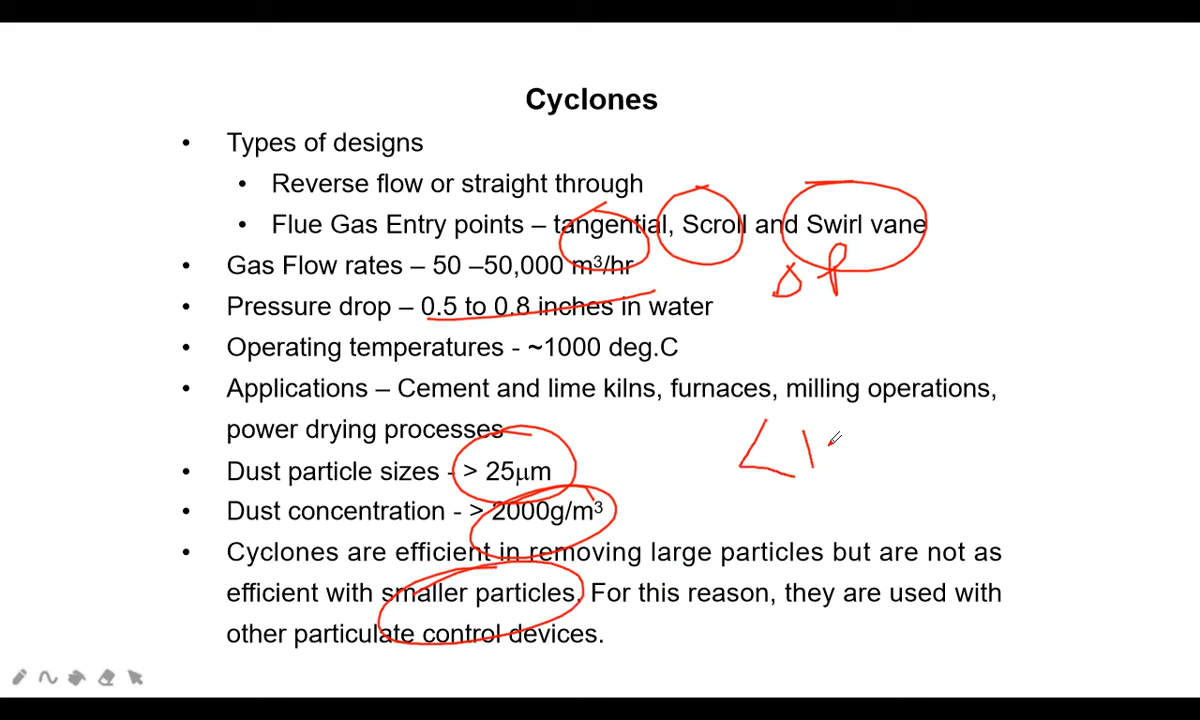 Cyclones
• Types of designs
• Reverse flow or straight through
• Flue Gas Entry points – tangential, Scroll and Swirl vane
• Gas Flow rates – 50 –50,000 m³/hr
Δ P
• Pressure drop – 0.5 to 0.8 inches in water
• Operating temperatures - ~1000 deg.C
• Applications – Cement and lime kilns, furnaces, milling operations,
power drying processes
< 1
• Dust particle sizes - > 25μm
• Dust concentration - > 2000g/m³
• Cyclones are efficient in removing large particles but are not as
efficient with smaller particles. For this reason, they are used with
other particulate control devices.